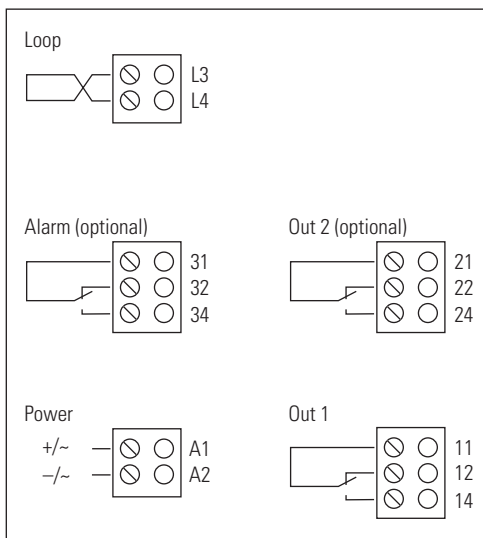 Loop
L3
L4
Alarm (optional)
31
32
34
Out 2 (optional)
21
22
24
Power
+/~
A1
−/~
A2
Out 1
11
12
14